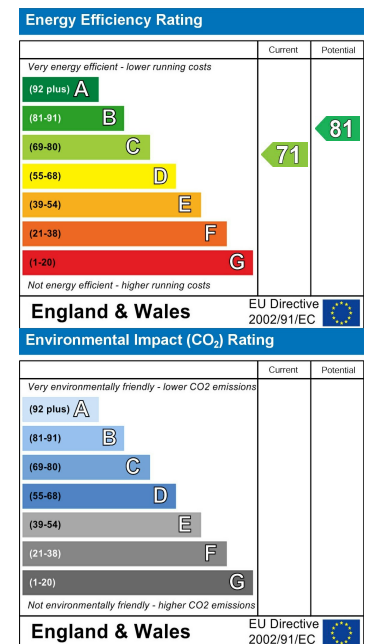 Energy Efficiency Rating
Current Potential
Very energy efficient - lower running costs
(92 plus) A
(81-91) B
(69-80) C
(55-68) D
(39-54) E
(21-38) F
(1-20) G
71
81
Not energy efficient - higher running costs
England & Wales
EU Directive
2002/91/EC
Environmental Impact (CO₂) Rating
Current Potential
Very environmentally friendly - lower CO2 emissions
(92 plus) A
(81-91) B
(69-80) C
(55-68) D
(39-54) E
(21-38) F
(1-20) G
Not environmentally friendly - higher CO2 emissions
England & Wales
EU Directive
2002/91/EC